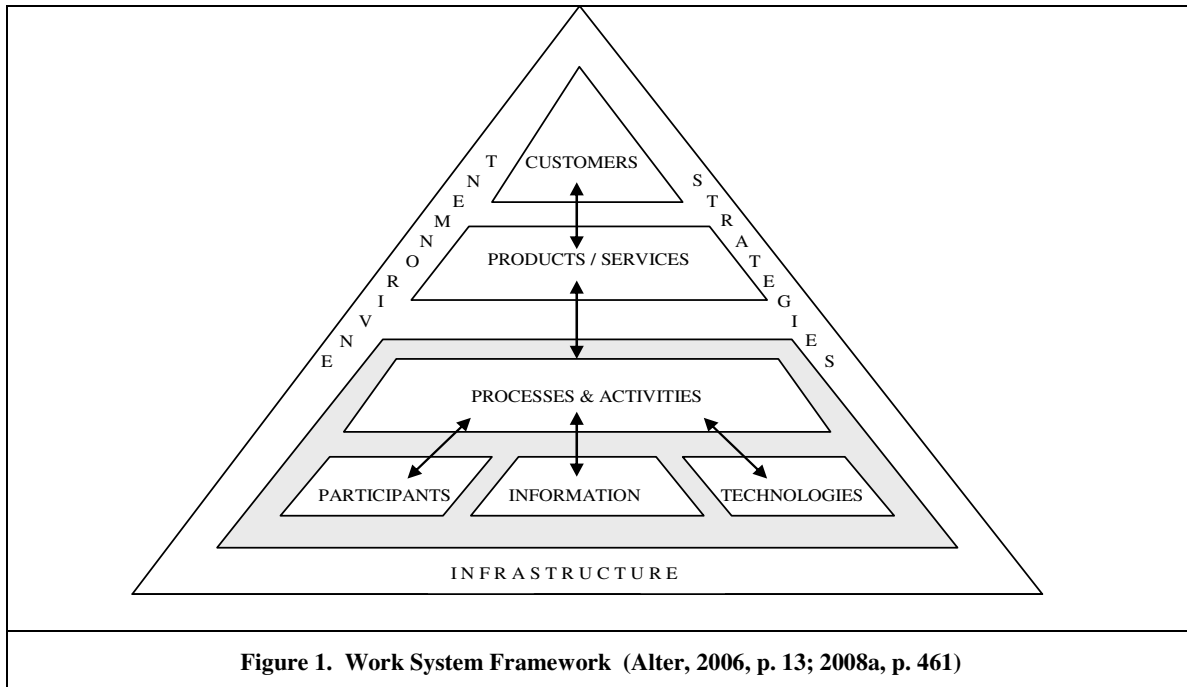 CUSTOMERS
ENVIRONMENT
STRATEGIES
PRODUCTS / SERVICES
PROCESSES & ACTIVITIES
PARTICIPANTS INFORMATION TECHNOLOGIES
INFRASTRUCTURE
Figure 1. Work System Framework (Alter, 2006, p. 13; 2008a, p. 461)